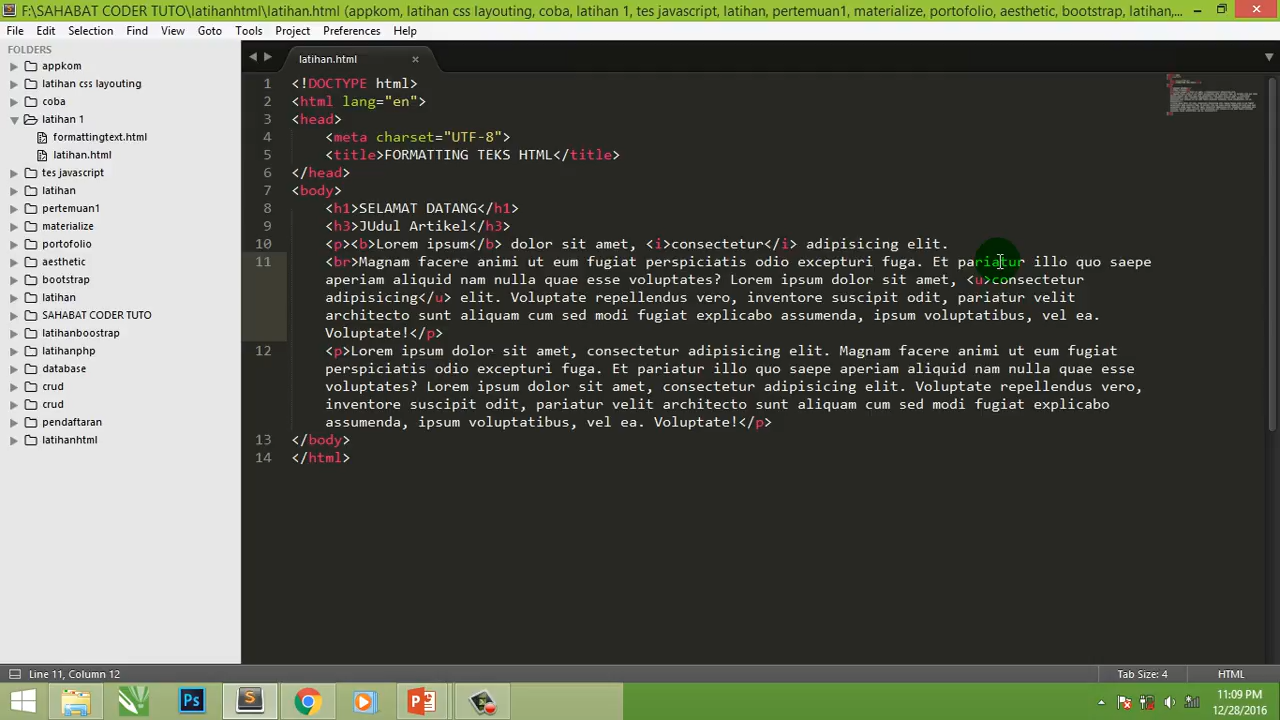 F:\SAHABAT CODER TUTO\latihanhtml\latihan.html (appkom, latihan css layouting, coba, latihan 1, tes javascript, latihan, pertemuan1, materialize, portofolio, aesthetic, bootstrap, latihan,...
File Edit Selection Find View Goto Tools Project Preferences Help
FOLDERS
appkom
latihan css layouting
coba
latihan 1
formattingtext.html
latihan.html
tes javascript
latihan
pertemuan1
materialize
portofolio
aesthetic
bootstrap
latihan
SAHABAT CODER TUTO
latihanboostrap
latihanphp
database
crud
crud
pendaftaran
latihanhtml
latihan.html
1 <!DOCTYPE html>
2 <html lang="en">
3 <head>
4 <meta charset="UTF-8">
5 <title>FORMATTING TEKS HTML</title>
6 </head>
7 <body>
8 <h1>SELAMAT DATANG</h1>
9 <h3>JUdul Artikel</h3>
10 <p><b>Lorem ipsum</b> dolor sit amet, <i>consectetur</i> adipisicing elit.
11 <br>Magnam facere animi ut eum fugiat perspiciatis odio excepturi fuga. Et pariatur illo quo saepe
aperiam aliquid nam nulla quae esse voluptates? Lorem ipsum dolor sit amet, <u>consectetur
adipisicing</u> elit. Voluptate repellendus vero, inventore suscipit odit, pariatur velit
architecto sunt aliquam cum sed modi fugiat explicabo assumenda, ipsum voluptatibus, vel ea.
Voluptate!</p>
12 <p>Lorem ipsum dolor sit amet, consectetur adipisicing elit. Magnam facere animi ut eum fugiat
perspiciatis odio excepturi fuga. Et pariatur illo quo saepe aperiam aliquid nam nulla quae esse
voluptates? Lorem ipsum dolor sit amet, consectetur adipisicing elit. Voluptate repellendus vero,
inventore suscipit odit, pariatur velit architecto sunt aliquam cum sed modi fugiat explicabo
assumenda, ipsum voluptatibus, vel ea. Voluptate!</p>
13 </body>
14 </html>
Line 11, Column 12
Tab Size: 4
HTML
Ps
11:09 PM
12/28/2016